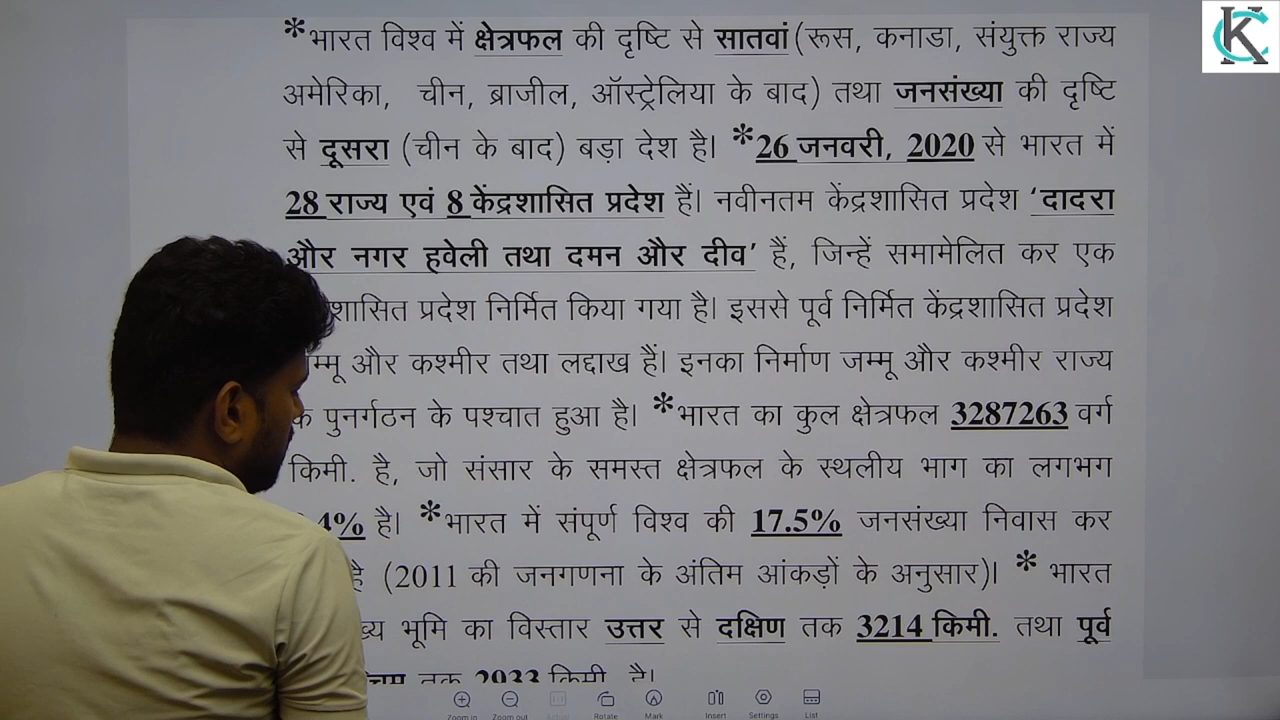 *भारत विश्व में क्षेत्रफल की दृष्टि से सातवां (रूस, कनाडा, संयुक्त राज्य
अमेरिका, चीन, ब्राजील, ऑस्ट्रेलिया के बाद) तथा जनसंख्या की दृष्टि
से दूसरा (चीन के बाद) बड़ा देश है। *26 जनवरी, 2020 से भारत में
28 राज्य एवं 8 केंद्रशासित प्रदेश हैं। नवीनतम केंद्रशासित प्रदेश ‘दादरा
और नगर हवेली तथा दमन और दीव’ हैं, जिन्हें समामेलित कर एक
शासित प्रदेश निर्मित किया गया है। इससे पूर्व निर्मित केंद्रशासित प्रदेश
म्मू और कश्मीर तथा लद्दाख हैं। इनका निर्माण जम्मू और कश्मीर राज्य
के पुनर्गठन के पश्चात हुआ है। *भारत का कुल क्षेत्रफल 3287263 वर्ग
किमी. है, जो संसार के समस्त क्षेत्रफल के स्थलीय भाग का लगभग
4% है। *भारत में संपूर्ण विश्व की 17.5% जनसंख्या निवास कर
है (2011 की जनगणना के अंतिम आंकड़ों के अनुसार)। * भारत
भूमि का विस्तार उत्तर से दक्षिण तक 3214 किमी. तथा पूर्व
तक 2933 किमी. है।
Zoom in Zoom out Rotate Mark Insert Settings List
KC